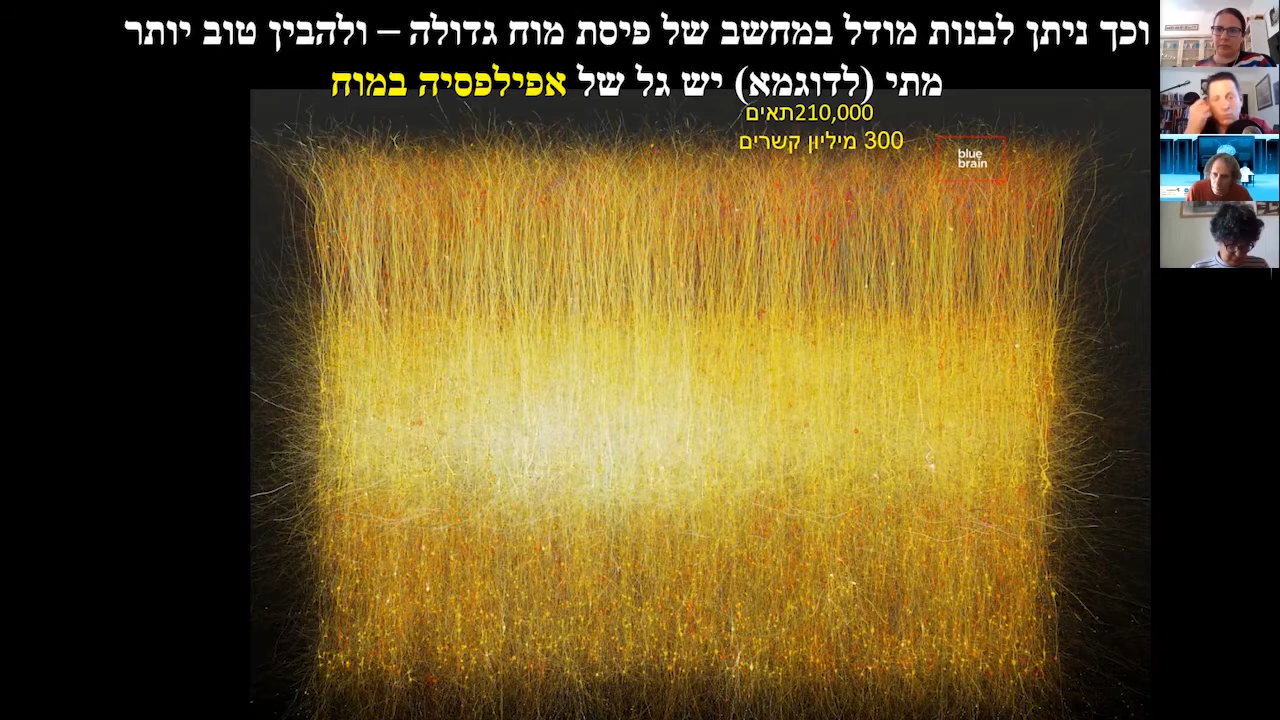 וכך ניתן לבנות מודל במחשב של פיסת מוח גדולה – ולהבין טוב יותר
מתי (לדוגמא) יש גל של אפילפסיה במוח
210,000תאים
300 מיליון קשרים
blue
brain